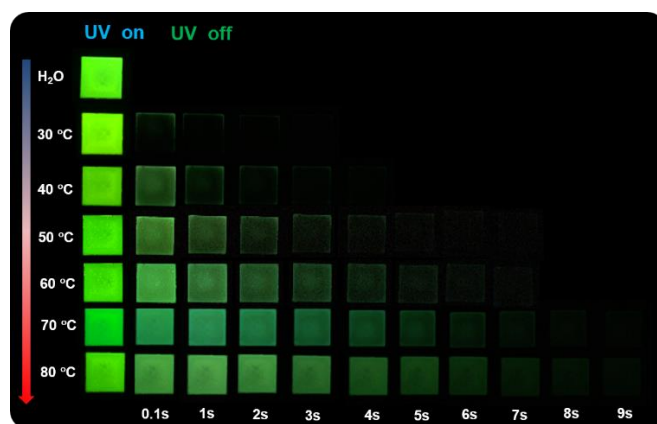 UV on UV off
H₂O
30 °C
40 °C
50 °C
60 °C
70 °C
80 °C
0.1s 1s 2s 3s 4s 5s 6s 7s 8s 9s